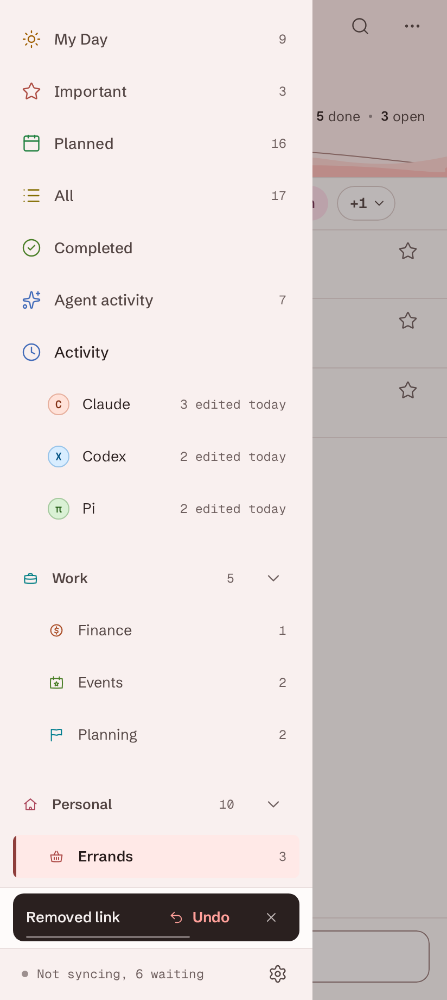 My Day 9
Important 3
Planned 16
All 17
Completed
Agent activity 7
Activity
C Claude 3 edited today
X Codex 2 edited today
π Pi 2 edited today
Work 5
Finance 1
Events 2
Planning 2
Personal 10
Errands 3
Removed link Undo
Not syncing, 6 waiting
5 done • 3 open
+1